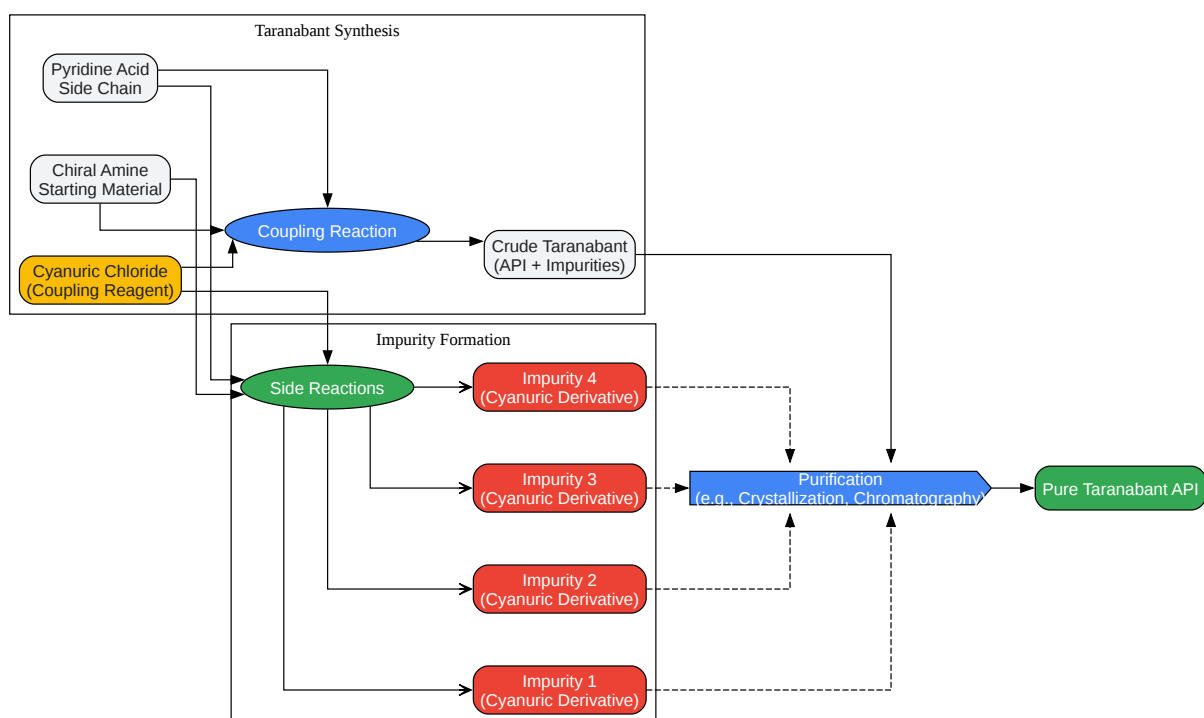 Taranabant Synthesis
Pyridine Acid
Side Chain
Chiral Amine
Starting Material
Coupling Reaction
Crude Taranabant
(API + Impurities)
Cyanuric Chloride
(Coupling Reagent)
Impurity Formation
Side Reactions
Impurity 4
(Cyanuric Derivative)
Impurity 3
(Cyanuric Derivative)
Purification
(e.g., Crystallization, Chromatography)
Pure Taranabant API
Impurity 2
(Cyanuric Derivative)
Impurity 1
(Cyanuric Derivative)